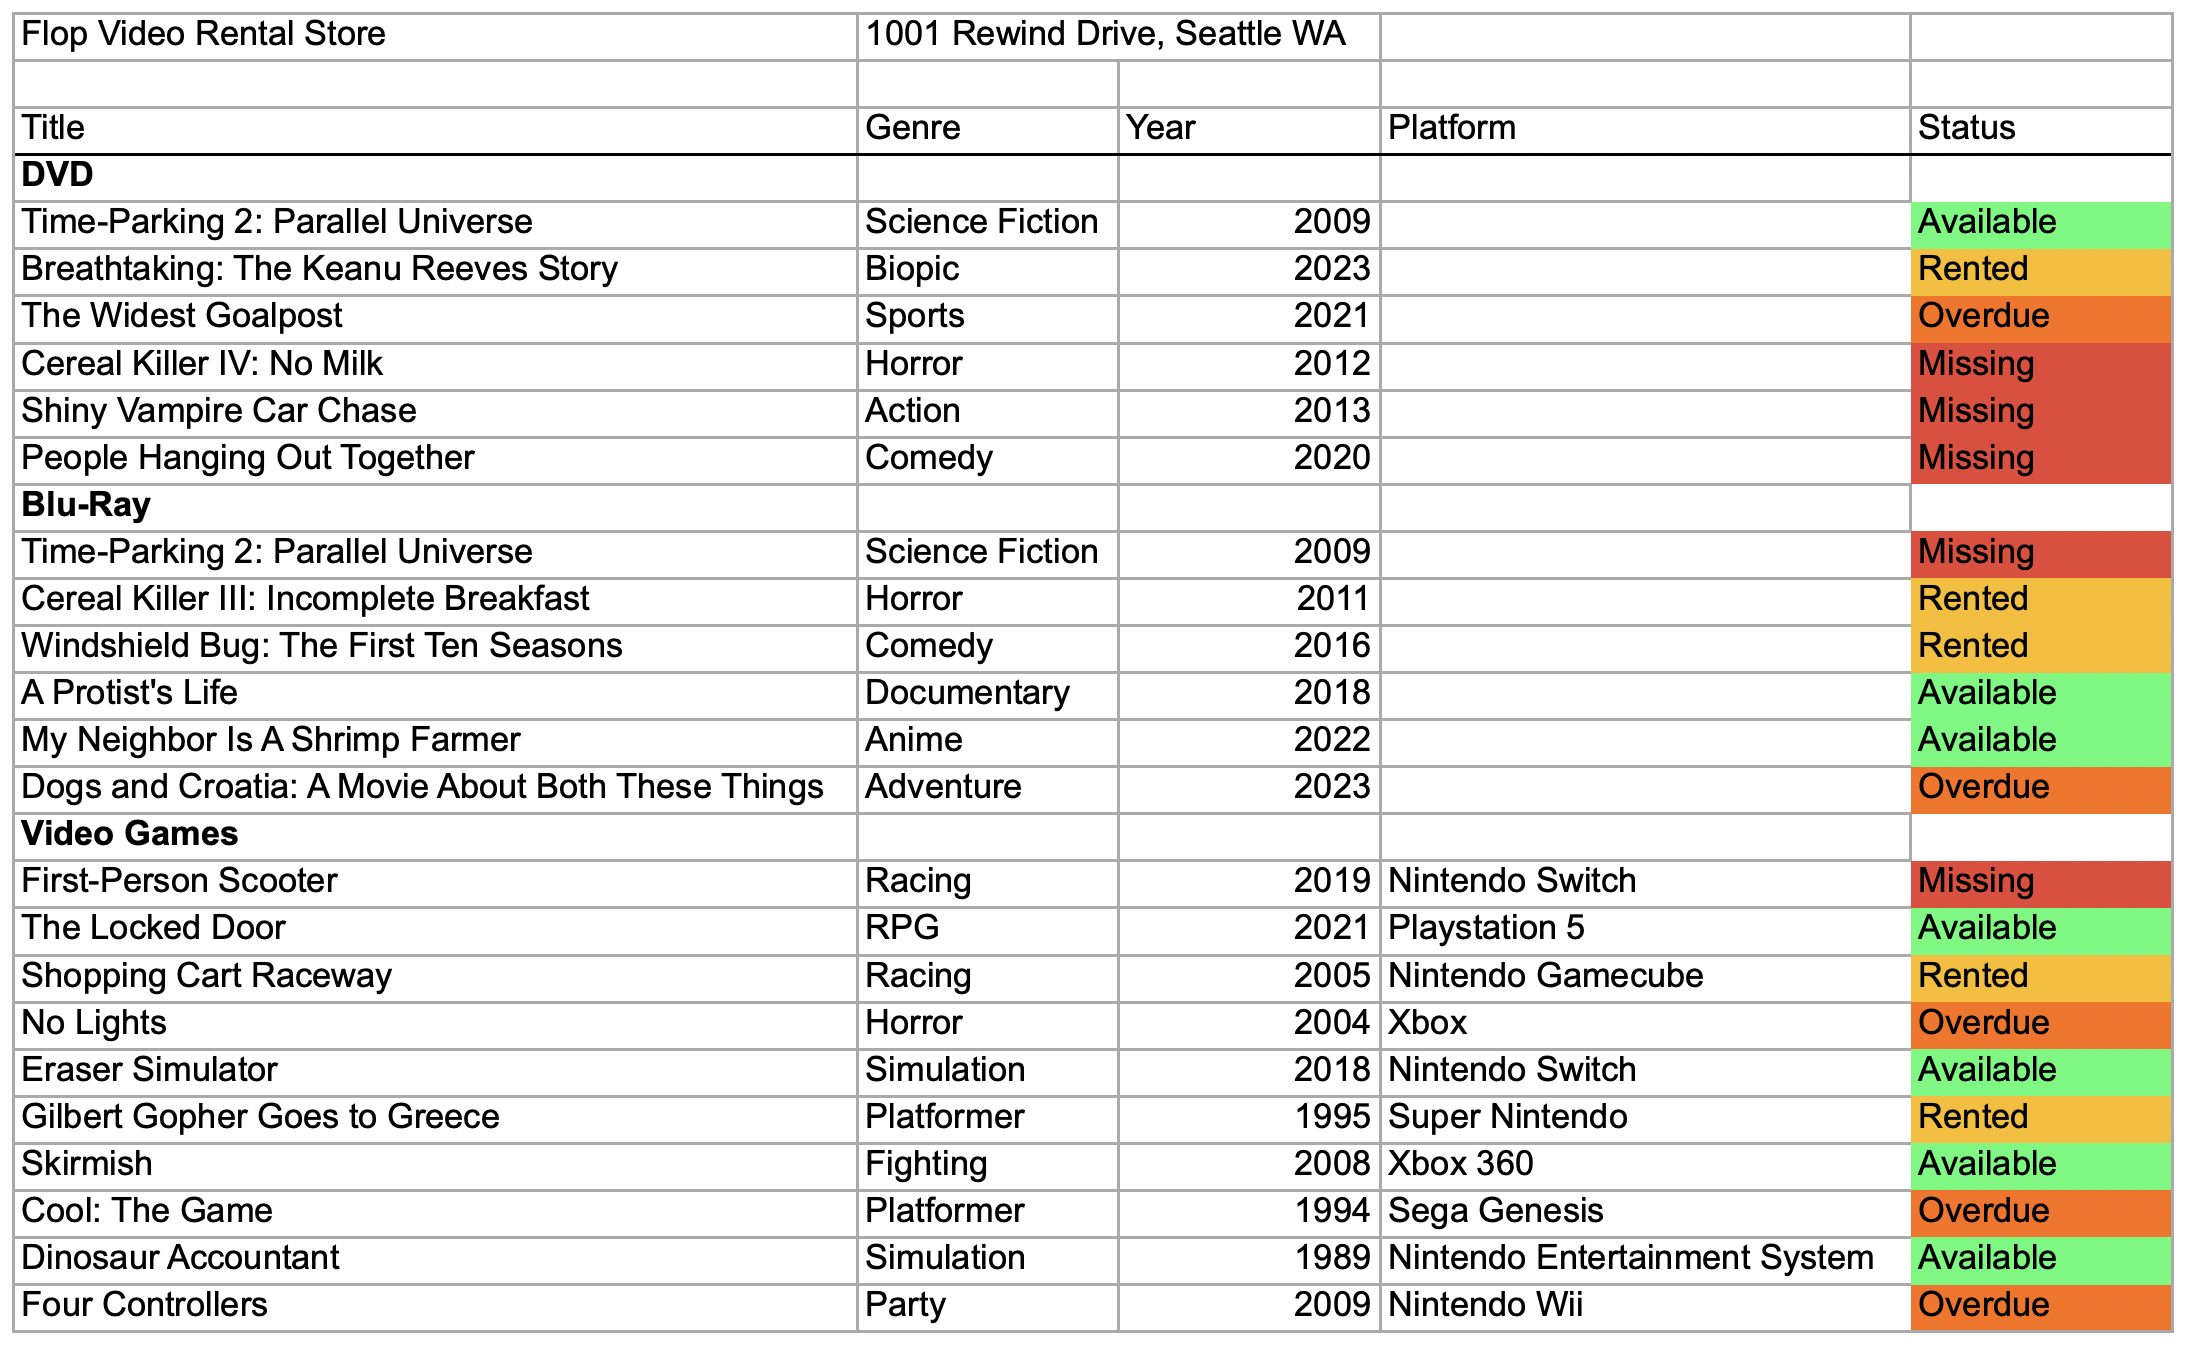 Flop Video Rental Store 1001 Rewind Drive, Seattle WA
Title Genre Year Platform Status
DVD
Time-Parking 2: Parallel Universe Science Fiction 2009 Available
Breathtaking: The Keanu Reeves Story Biopic 2023 Rented
The Widest Goalpost Sports 2021 Overdue
Cereal Killer IV: No Milk Horror 2012 Missing
Shiny Vampire Car Chase Action 2013 Missing
People Hanging Out Together Comedy 2020 Missing
Blu-Ray
Time-Parking 2: Parallel Universe Science Fiction 2009 Missing
Cereal Killer III: Incomplete Breakfast Horror 2011 Rented
Windshield Bug: The First Ten Seasons Comedy 2016 Rented
A Protist's Life Documentary 2018 Available
My Neighbor Is A Shrimp Farmer Anime 2022 Available
Dogs and Croatia: A Movie About Both These Things Adventure 2023 Overdue
Video Games
First-Person Scooter Racing 2019 Nintendo Switch Missing
The Locked Door RPG 2021 Playstation 5 Available
Shopping Cart Raceway Racing 2005 Nintendo Gamecube Rented
No Lights Horror 2004 Xbox Overdue
Eraser Simulator Simulation 2018 Nintendo Switch Available
Gilbert Gopher Goes to Greece Platformer 1995 Super Nintendo Rented
Skirmish Fighting 2008 Xbox 360 Available
Cool: The Game Platformer 1994 Sega Genesis Overdue
Dinosaur Accountant Simulation 1989 Nintendo Entertainment System Available
Four Controllers Party 2009 Nintendo Wii Overdue